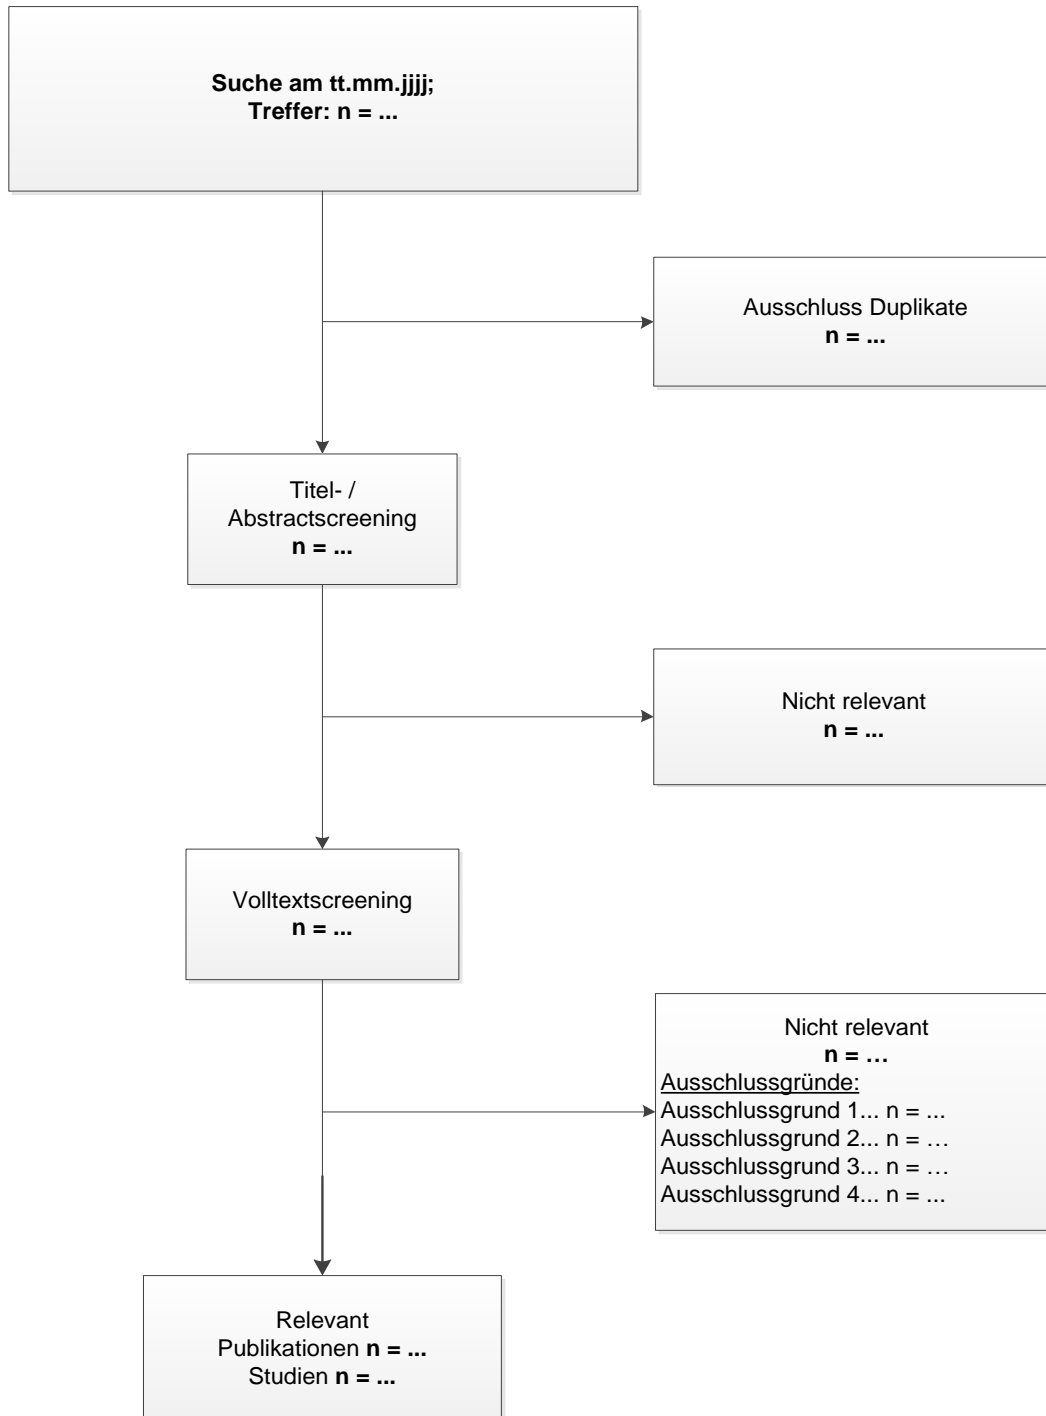 Suche am tt.mm.jjjj;
Treffer: n = ...
Ausschluss Duplikate
n = ...
Titel- /
Abstractscreening
n = ...
Nicht relevant
n = ...
Volltextscreening
n = ...
Nicht relevant
n = …
Ausschlussgründe:
Ausschlussgrund 1... n = ...
Ausschlussgrund 2... n = …
Ausschlussgrund 3... n = …
Ausschlussgrund 4... n = ...
Relevant
Publikationen n = ...
Studien n = ...